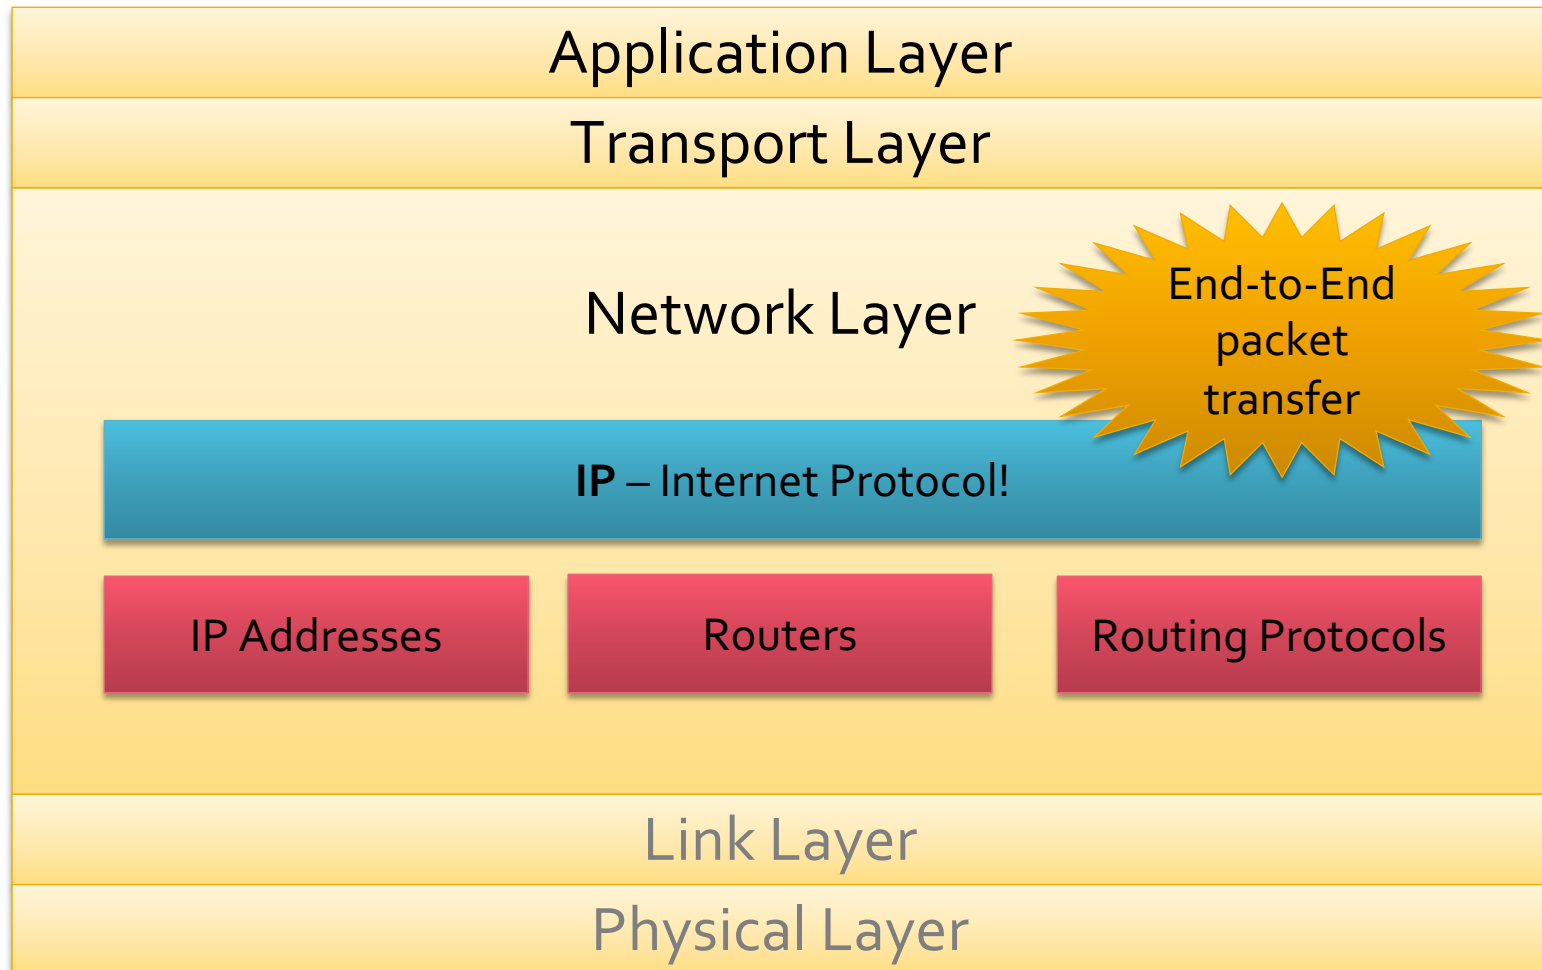 Application Layer
Transport Layer
Network Layer
End-to-End
packet
transfer
IP – Internet Protocol!
IP Addresses
Routers
Routing Protocols
Link Layer
Physical Layer